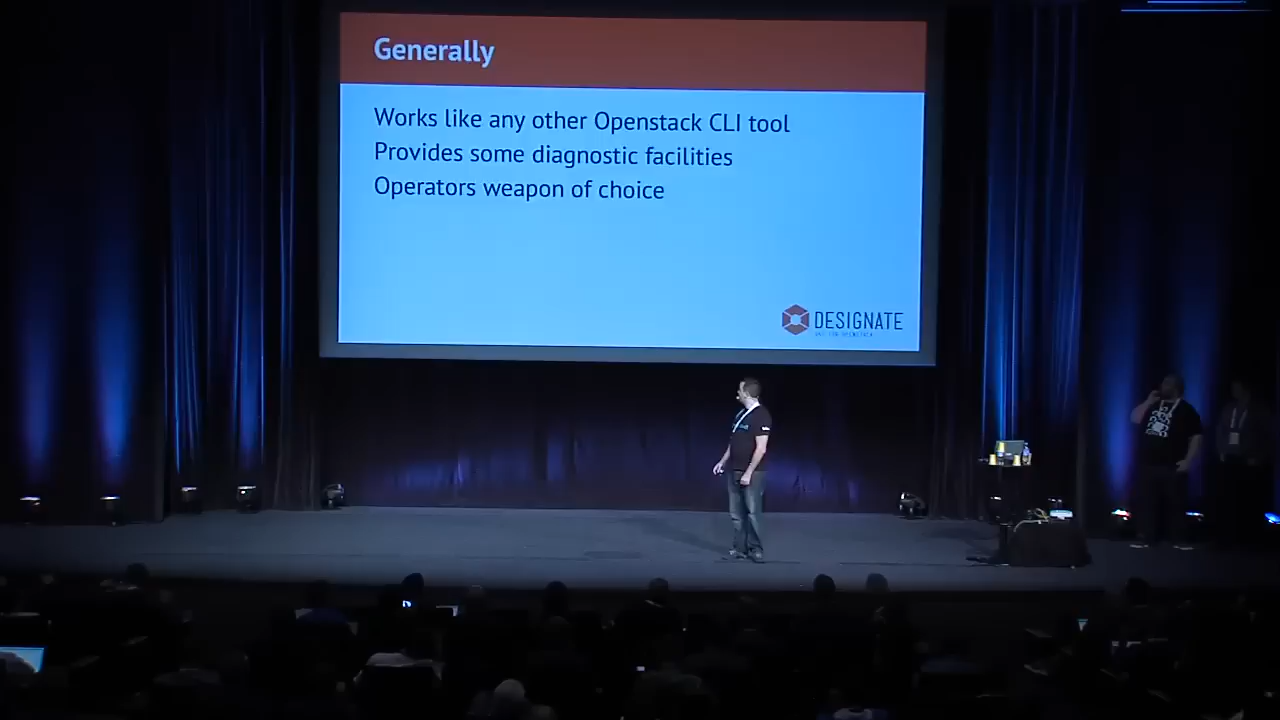 Generally
Works like any other Openstack CLI tool
Provides some diagnostic facilities
Operators weapon of choice
DESIGNATE